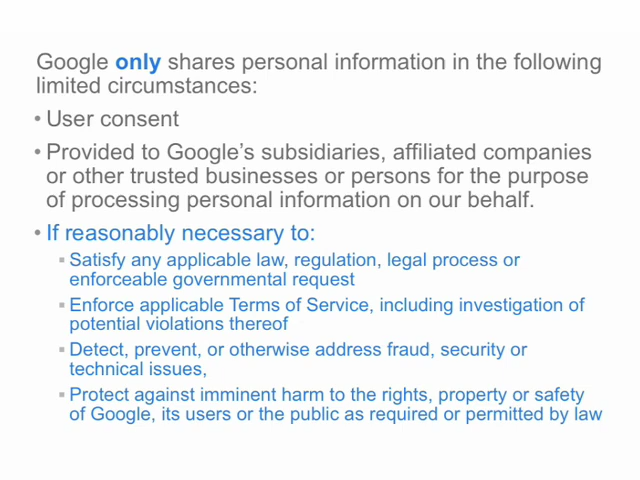 Google only shares personal information in the following
limited circumstances:
• User consent
• Provided to Google's subsidiaries, affiliated companies
or other trusted businesses or persons for the purpose
of processing personal information on our behalf.
• If reasonably necessary to:
▪ Satisfy any applicable law, regulation, legal process or
enforceable governmental request
▪ Enforce applicable Terms of Service, including investigation of
potential violations thereof
▪ Detect, prevent, or otherwise address fraud, security or
technical issues,
▪ Protect against imminent harm to the rights, property or safety
of Google, its users or the public as required or permitted by law